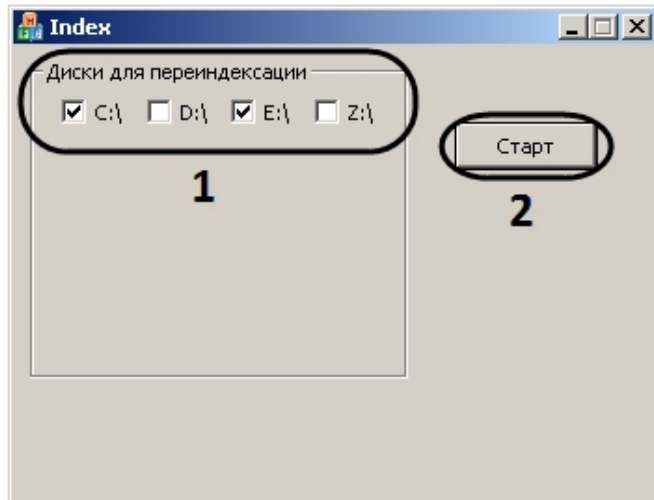 Index
Диски для переиндексации
C:\ D:\ E:\ Z:\
Старт
1
2